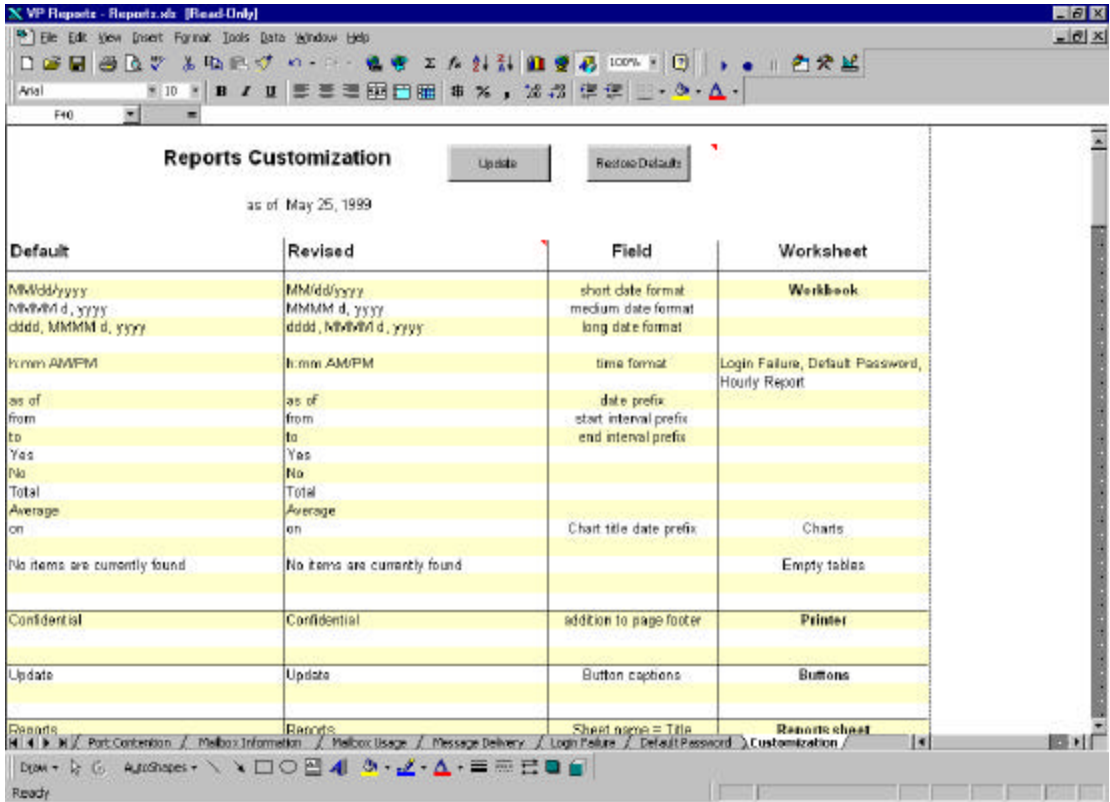 VP Reports - Reports.xls [Read-Only]
File Edit View Insert Format Tools Data Window Help
100%
Arial 10 B I U
F40 =
Reports Customization Update Restore Defaults
as of May 25, 1999
Default Revised Field Worksheet
MM/dd/yyyy MM/dd/yyyy short date format Workbook
MMMM d, yyyy MMMM d, yyyy medium date format
dddd, MMMM d, yyyy dddd, MMMM d, yyyy long date format
h:mm AM/PM h:mm AM/PM time format Login Failure, Default Password,
Hourly Report
as of as of date prefix
from from start interval prefix
to to end interval prefix
Yes Yes
No No
Total Total
Average Average
on on Chart title date prefix Charts
No items are currently found No items are currently found Empty tables
Confidential Confidential addition to page footer Printer
Update Update Button captions Buttons
Reports Reports Sheet name = Title Reports sheet
Port Contention Mailbox Information Mailbox Usage Message Delivery Login Failure Default Password Customization
Draw AutoShapes
Ready